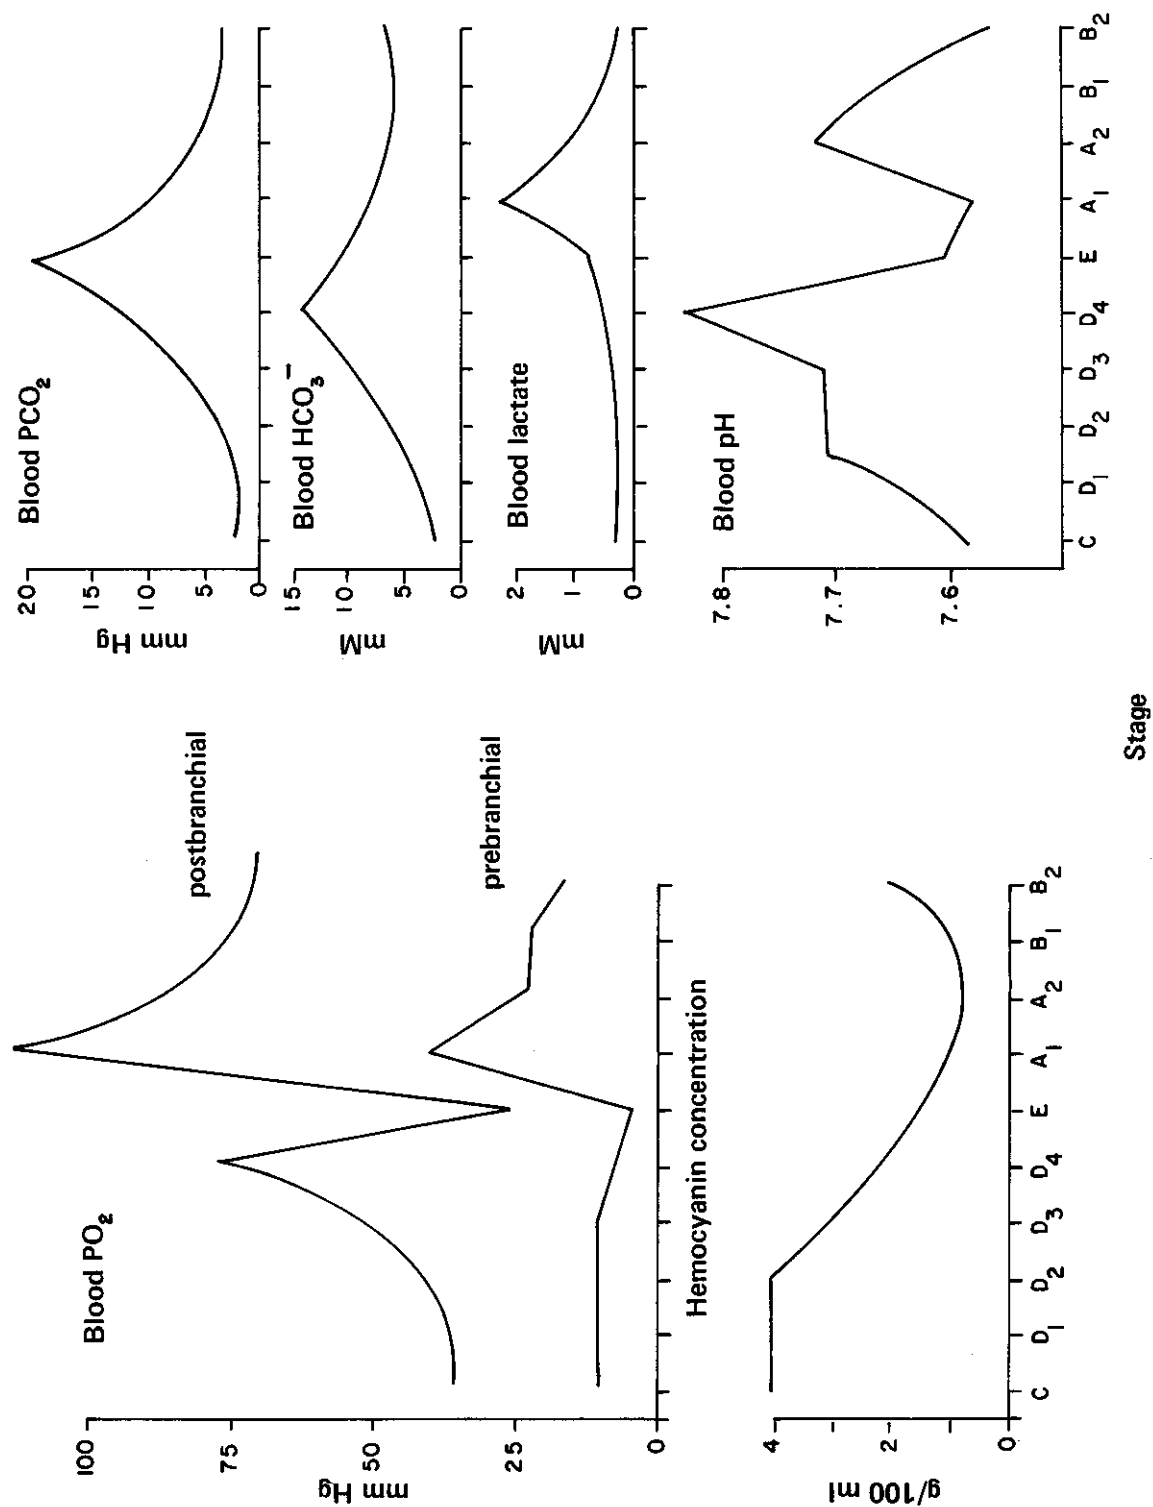 Blood PO₂
100
75
50
25
0
mm Hg
postbranchial
prebranchial
Hemocyanin concentration
4
2
0
g/100 ml
C D₁ D₂ D₃ D₄ E A₁ A₂ B₁ B₂
Blood PCO₂
20
15
10
5
0
mm Hg
Blood HCO₃⁻
15
10
5
0
mM
Blood lactate
2
1
0
mM
Blood pH
7.8
7.7
7.6
C D₁ D₂ D₃ D₄ E A₁ A₂ B₁ B₂
Stage